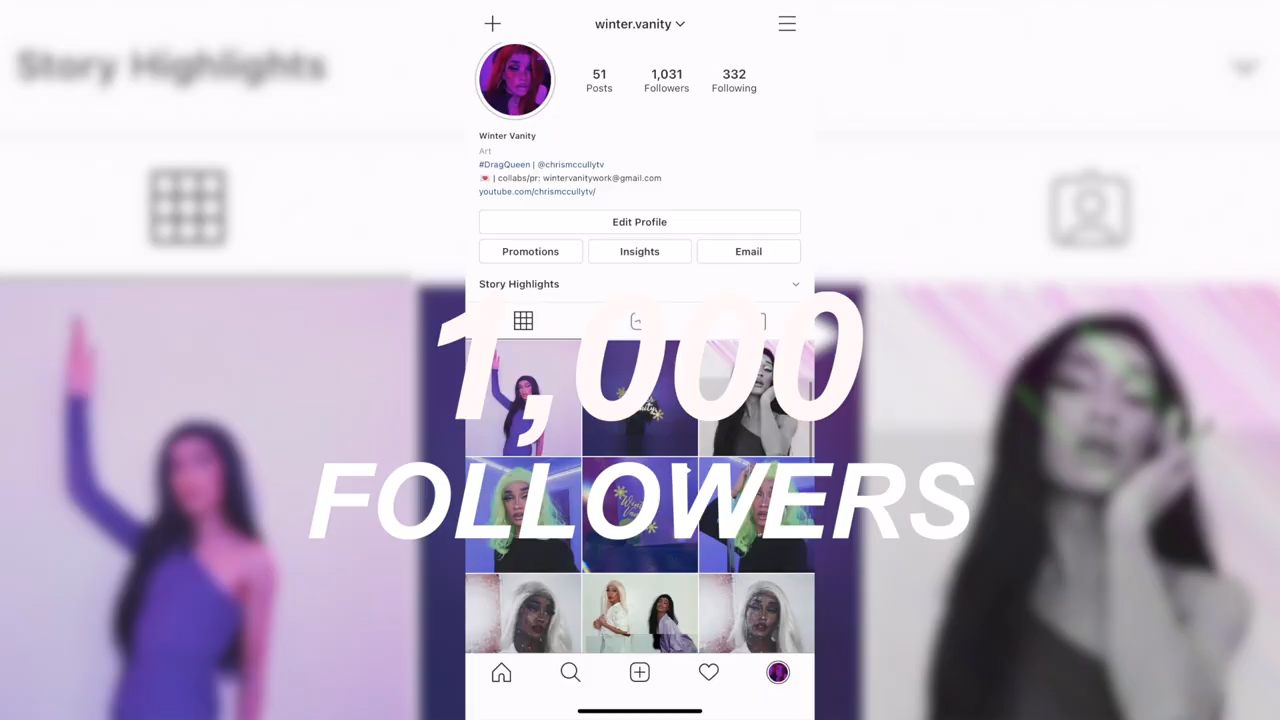 Story Highlights
winter.vanity
51
Posts
1,031
Followers
332
Following
Winter Vanity
Art
#DragQueen | @chrismccullytv
💌 | collabs/pr: wintervanitywork@gmail.com
youtube.com/chrismccullytv/
Edit Profile
Promotions
Insights
Email
Story Highlights
1,000
FOLLOWERS